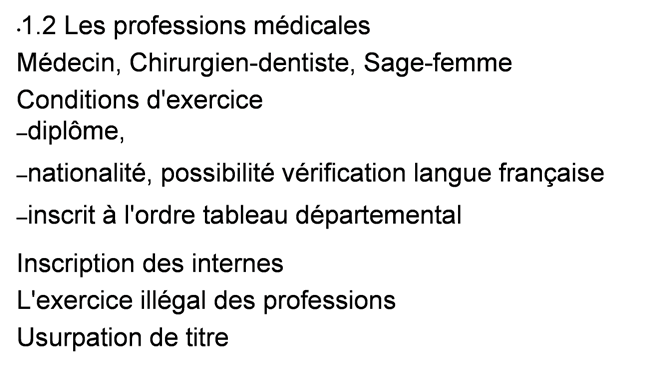 ·1.2 Les professions médicales
Médecin, Chirurgien-dentiste, Sage-femme
Conditions d'exercice
–diplôme,
–nationalité, possibilité vérification langue française
–inscrit à l'ordre tableau départemental
Inscription des internes
L'exercice illégal des professions
Usurpation de titre